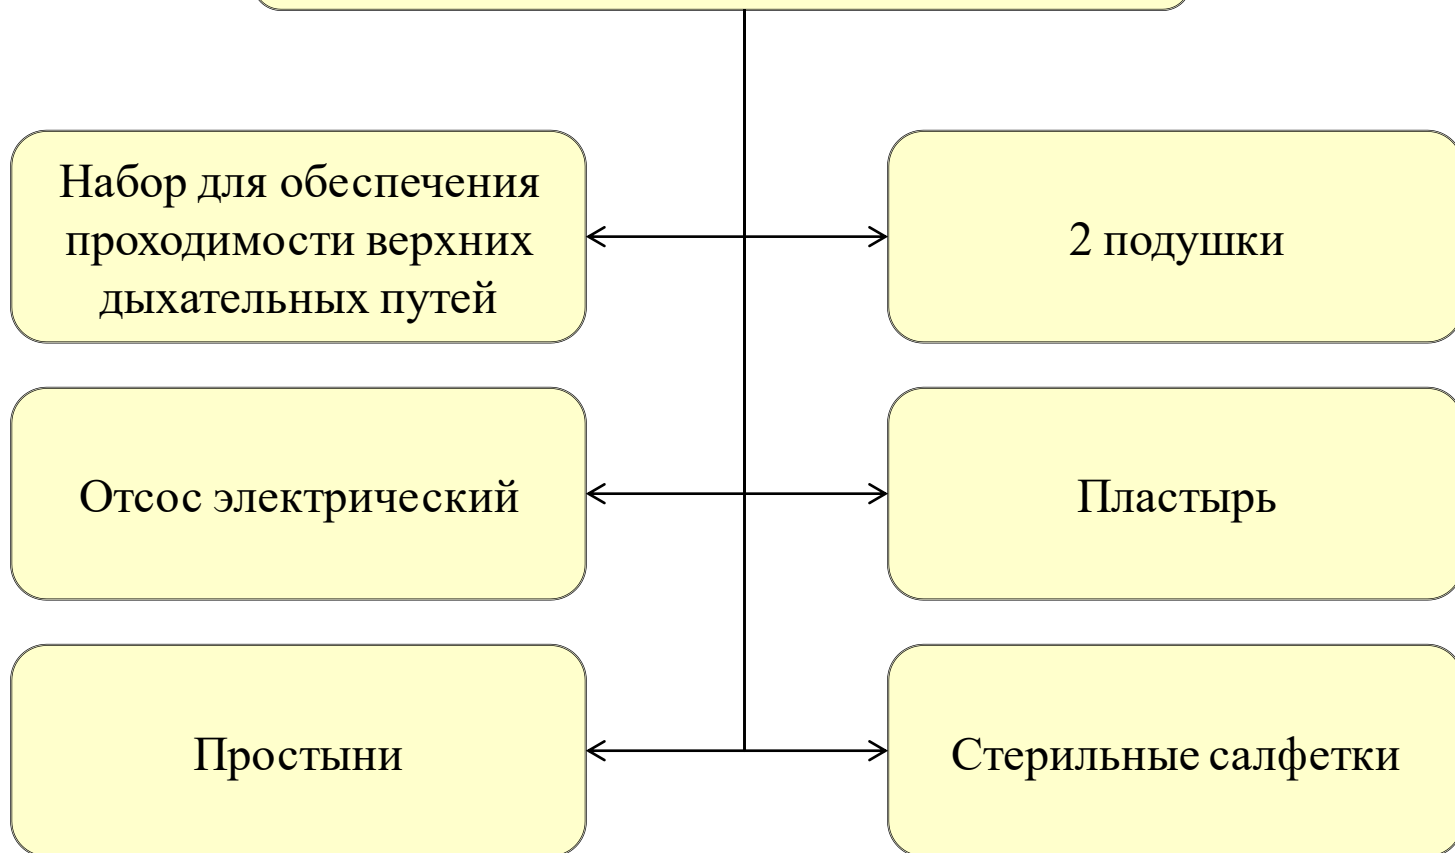 Набор для обеспечения
проходимости верхних
дыхательных путей
2 подушки
Отсос электрический
Пластырь
Простыни
Стерильные салфетки